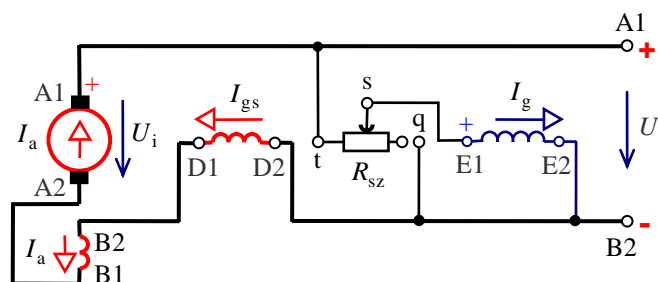 A1
+
A1 +
s
I_gs
I_g
q
I_a
U_i
+
U
t
R_sz
E1
E2
A2
D1
D2
-
B2
I_a
B2
B1